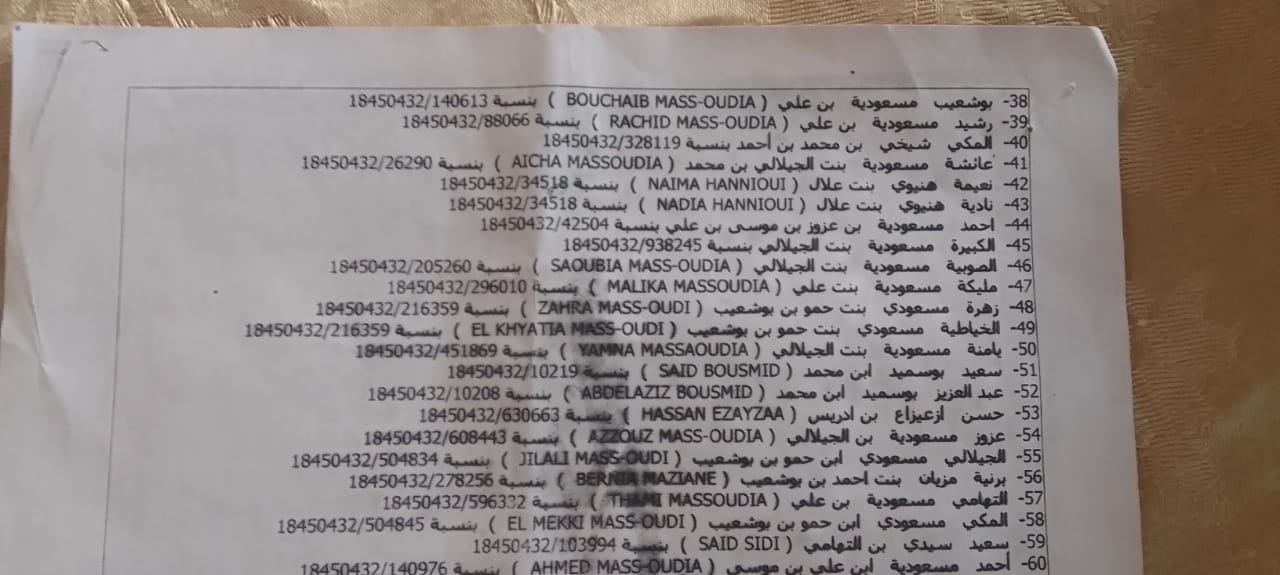 38- بوشعيب مسعودية بن علي ( BOUCHAIB MASS-OUDIA ) بنسبة 18450432/140613
39- رشيد مسعودية بن علي ( RACHID MASS-OUDIA ) بنسبة 18450432/88066
40- المكي شيخي بن محمد بن أحمد بنسبة 18450432/328119
41- عائشة مسعودية بنت الجيلالي بن محمد ( AICHA MASSOUDIA ) بنسبة 18450432/26290
42- نعيمة هنيوي بنت علال ( NAIMA HANNIOUI ) بنسبة 18450432/34518
43- نادية هنيوي بنت علال ( NADIA HANNIOUI ) بنسبة 18450432/34518
44- احمد مسعودية بن عزوز بن موسى بن علي بنسبة 18450432/42504
45- الكبيرة مسعودية بنت الجيلالي بنسبة 18450432/938245
46- الصوبية مسعودية بنت الجيلالي ( SAOUBIA MASS-OUDIA ) بنسبة 18450432/205260
47- مليكة مسعودية بنت علي ( MALIKA MASSOUDIA ) بنسبة 18450432/296010
48- زهرة مسعودي بنت حمو بن بوشعيب ( ZAHRA MASS-OUDI ) بنسبة 18450432/216359
49- الخياطية مسعودي بنت حمو بن بوشعيب ( EL KHYATIA MASS-OUDI ) بنسبة 18450432/216359
50- يامنة مسعودية بنت الجيلالي ( YAMNA MASSAOUDIA ) بنسبة 18450432/451869
51- سعيد بوسميد ابن محمد ( SAID BOUSMID ) بنسبة 18450432/10219
52- عبد العزيز بوسميد ابن محمد ( ABDELAZIZ BOUSMID ) بنسبة 18450432/10208
53- حسن ازعيزاع بن ادريس ( HASSAN EZAYZAA ) بنسبة 18450432/630663
54- عزوز مسعودية بن الجيلالي ( AZZOUZ MASS-OUDIA ) بنسبة 18450432/608443
55- الجيلالي مسعودي ابن حمو بن بوشعيب ( JILALI MASS-OUDI ) بنسبة 18450432/504834
56- برنية مزيان بنت احمد بن بوشعيب ( BERNIA MAZIANE ) بنسبة 18450432/278256
57- التهامي مسعودية بن علي ( THAMI MASSOUDIA ) بنسبة 18450432/596332
58- المكي مسعودي ابن حمو بن بوشعيب ( EL MEKKI MASS-OUDI ) بنسبة 18450432/504845
59- سعيد سيدي بن التهامي ( SAID SIDI ) بنسبة 18450432/103994
60- أحمد مسعودية ابن علي بن موسى ( AHMED MASS-OUDIA ) بنسبة 18450432/140976